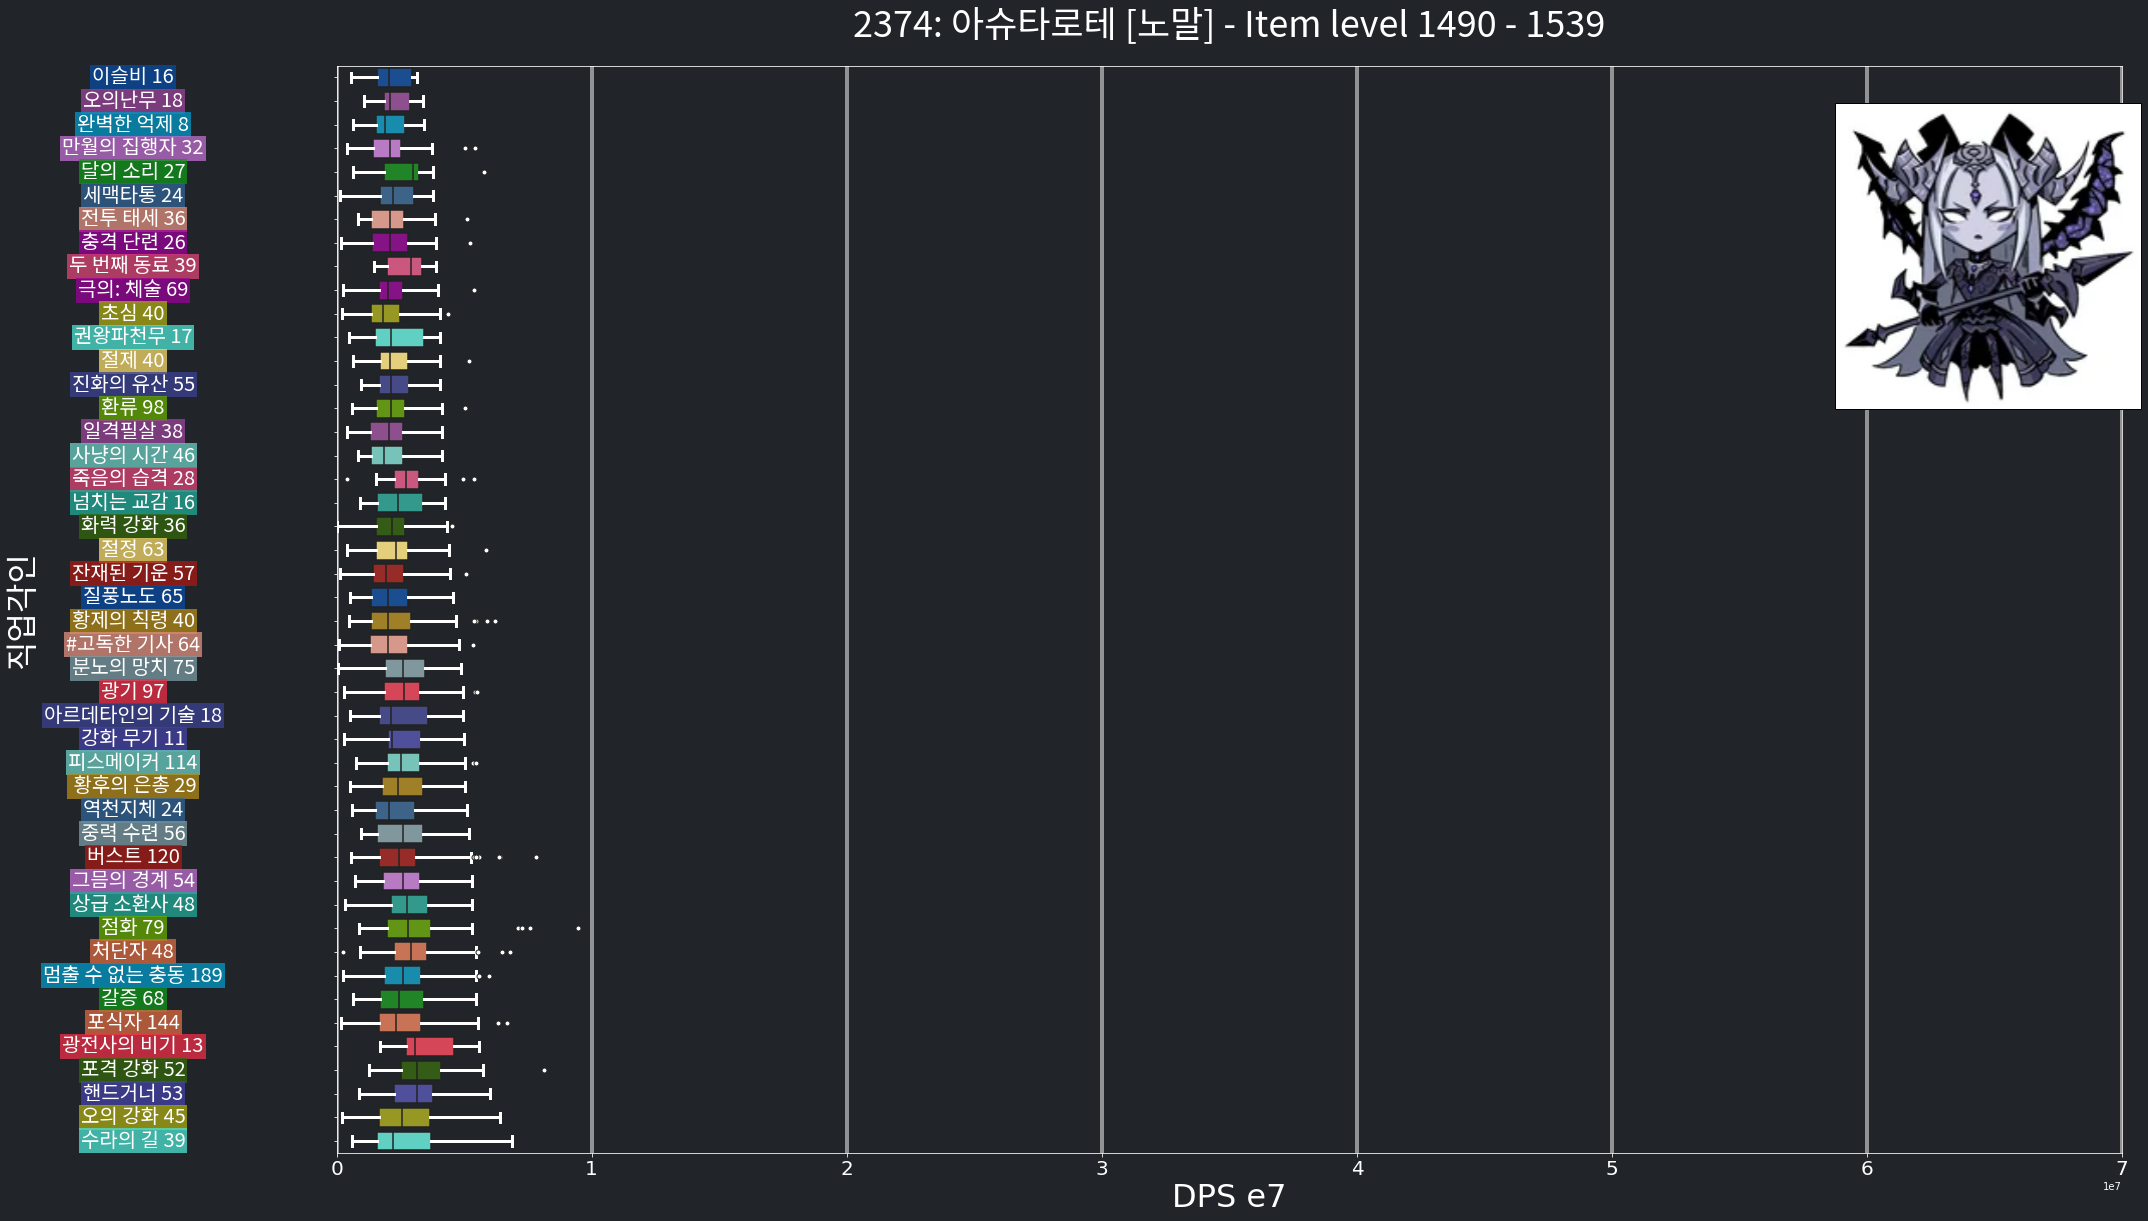 2374: 아슈타로테 [노말] - Item level 1490 - 1539
직업각인
이슬비 16
오의난무 18
완벽한 억제 8
만월의 집행자 32
달의 소리 27
세맥타통 24
전투 태세 36
충격 단련 26
두 번째 동료 39
극의: 체술 69
초심 40
권왕파천무 17
절제 40
진화의 유산 55
환류 98
일격필살 38
사냥의 시간 46
죽음의 습격 28
넘치는 교감 16
화력 강화 36
절정 63
잔재된 기운 57
질풍노도 65
황제의 칙령 40
#고독한 기사 64
분노의 망치 75
광기 97
아르데타인의 기술 18
강화 무기 11
피스메이커 114
황후의 은총 29
역천지체 24
중력 수련 56
버스트 120
그믐의 경계 54
상급 소환사 48
점화 79
처단자 48
멈출 수 없는 충동 189
갈증 68
포식자 144
광전사의 비기 13
포격 강화 52
핸드거너 53
오의 강화 45
수라의 길 39
0 1 2 3 4 5 6 7
1e7
DPS e7